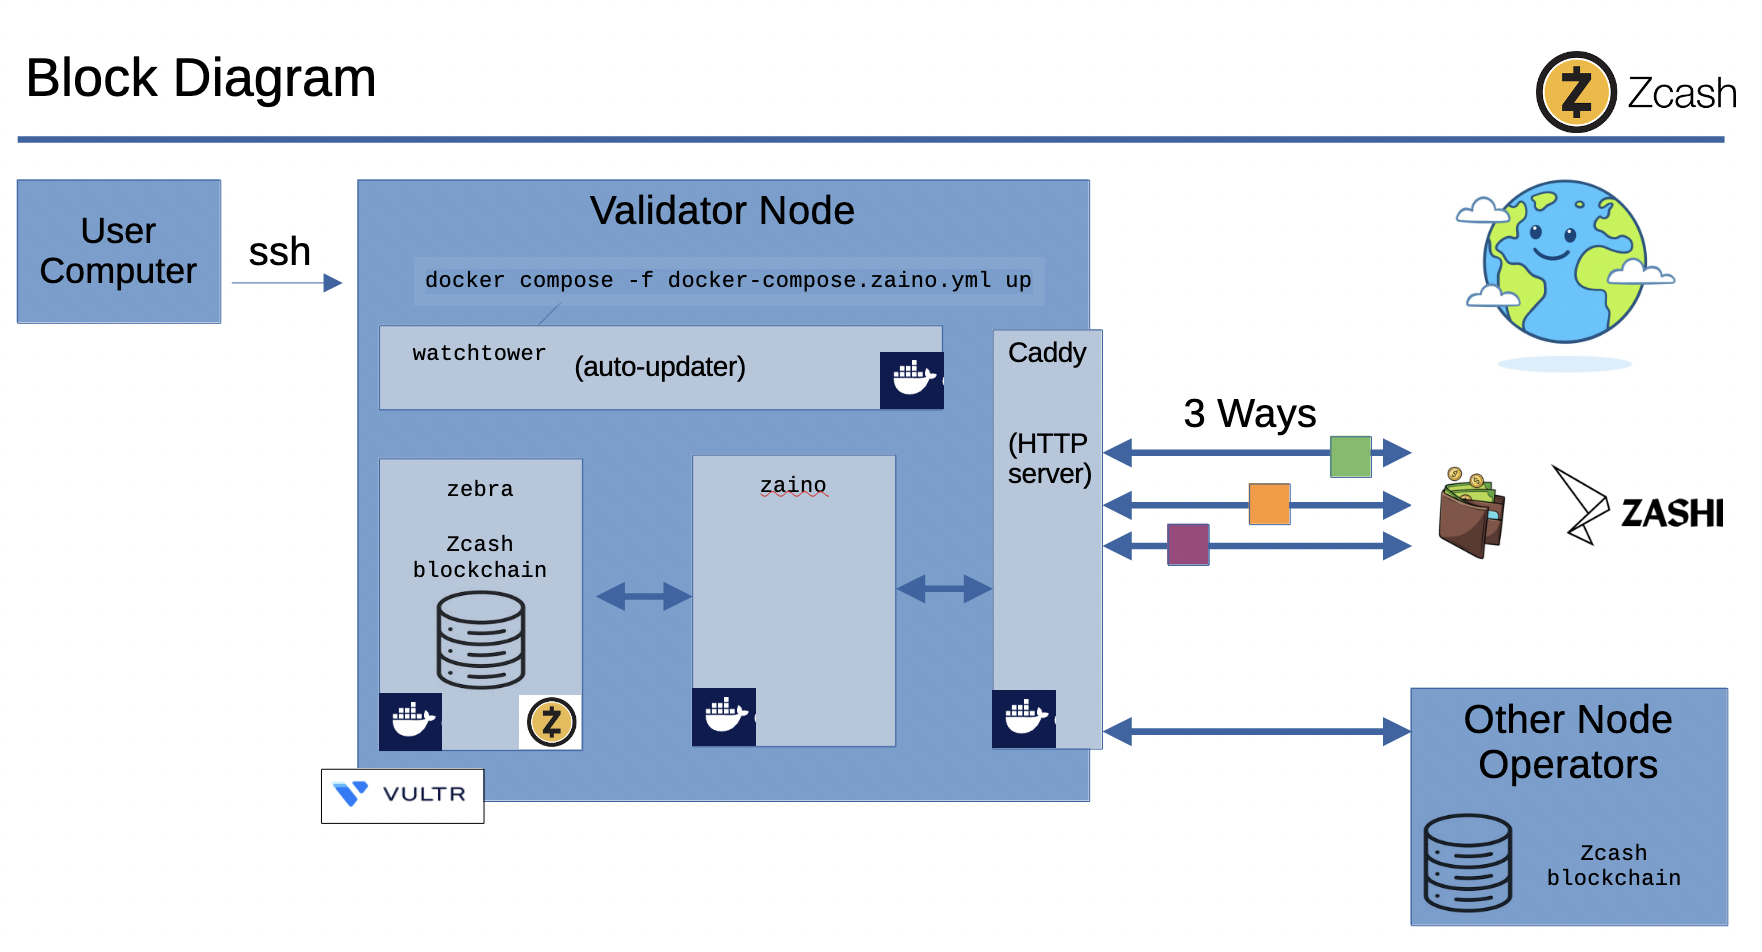 Block Diagram
Zcash
User
Computer
ssh
Validator Node
docker compose -f docker-compose.zaino.yml up
watchtower
(auto-updater)
Caddy
(HTTP
server)
3 Ways
zebra
Zcash
blockchain
zaino
ZASHI
VULTR
Other Node
Operators
Zcash
blockchain